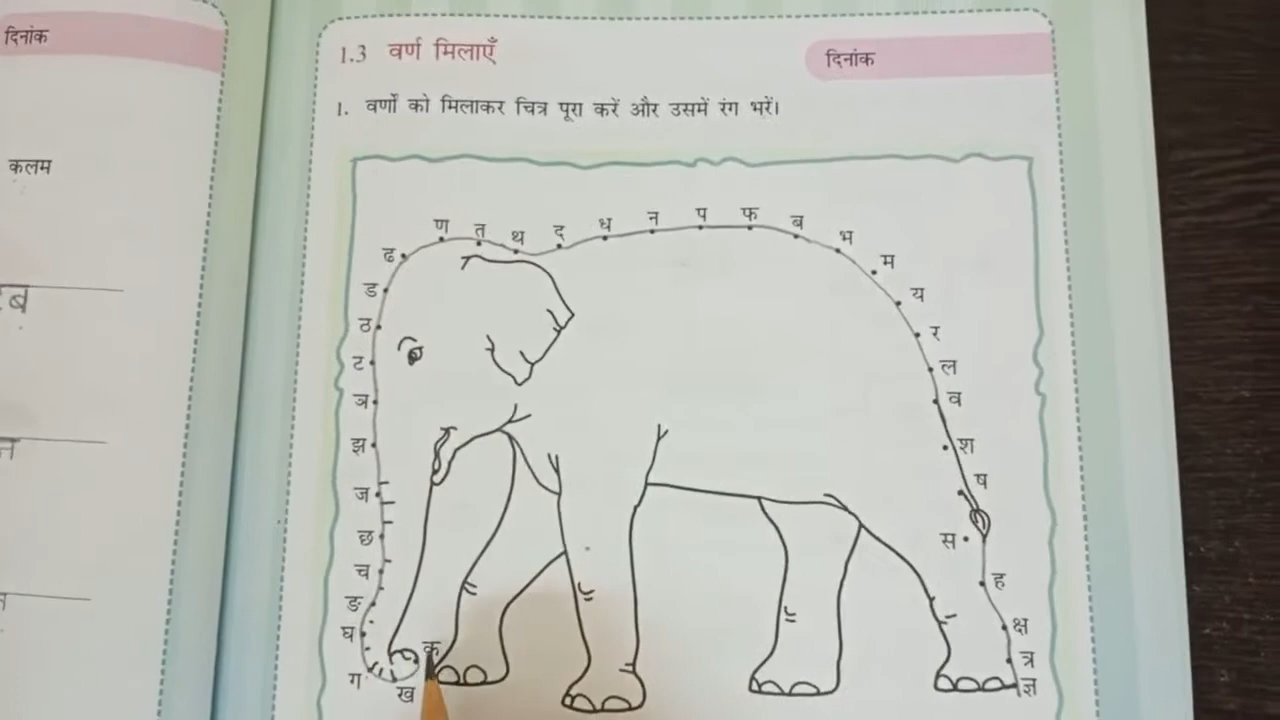 दिनांक
कलम
1.3 वर्ण मिलाएँ
दिनांक
1. वर्णों को मिलाकर चित्र पूरा करें और उसमें रंग भरें।
क
ख
ग
घ
ङ
च
छ
ज
झ
ञ
ट
ठ
ड
ढ
ण
त
थ
द
ध
न
प
फ
ब
भ
म
य
र
ल
व
श
ष
स
ह
क्ष
त्र
ज्ञ